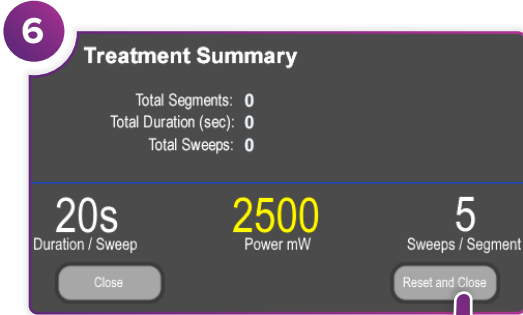 6
Treatment Summary
Total Segments: 0
Total Duration (sec): 0
Total Sweeps: 0
20s 2500 5
Duration / Sweep Power mW Sweeps / Segment
Close Reset and Close